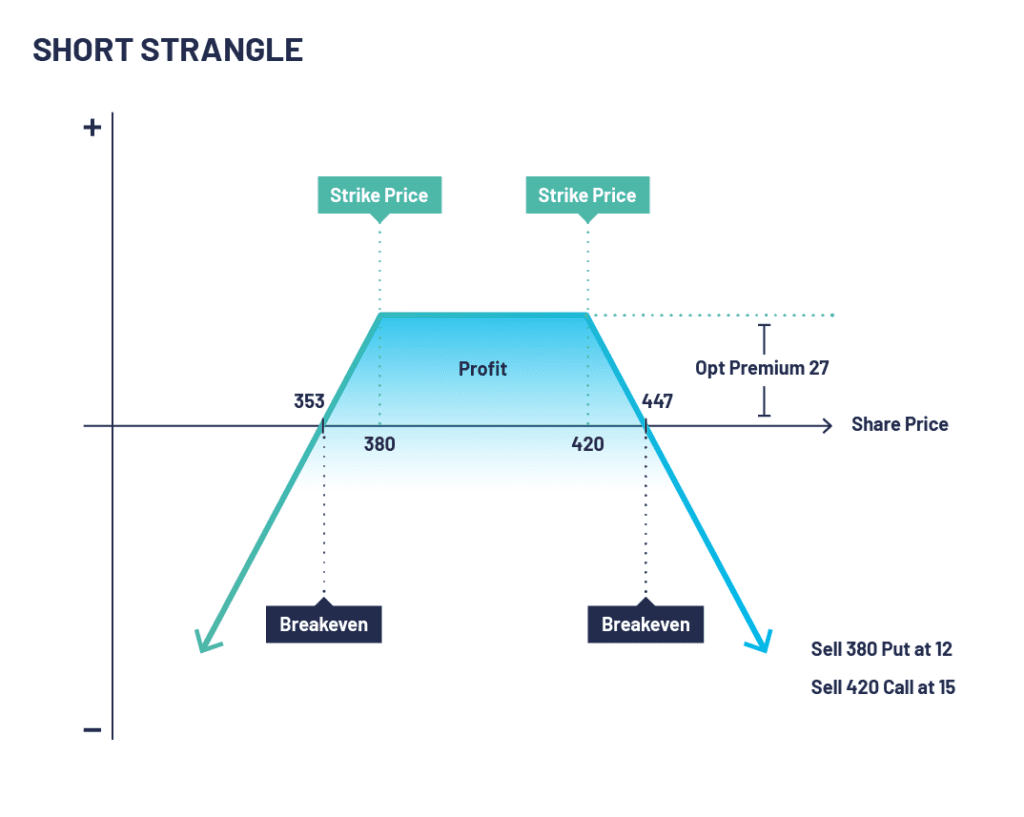 SHORT STRANGLE
+
Strike Price
Strike Price
Profit
Opt Premium 27
353
447
Share Price
380
420
Breakeven
Breakeven
Sell 380 Put at 12
Sell 420 Call at 15
−